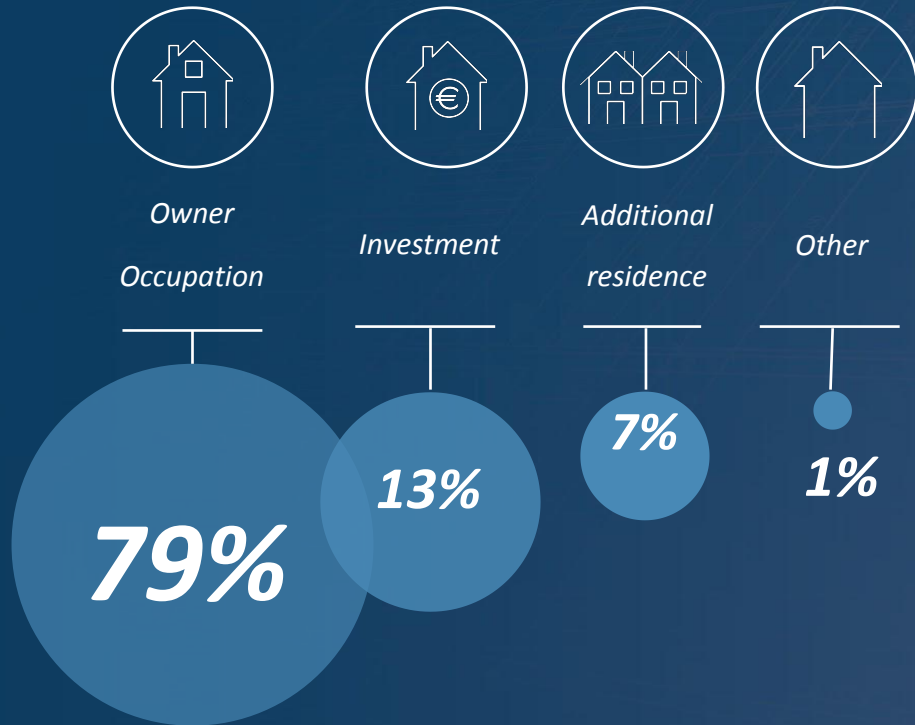 €
Owner
Occupation
Investment
Additional
residence
Other
79%
13%
7%
1%